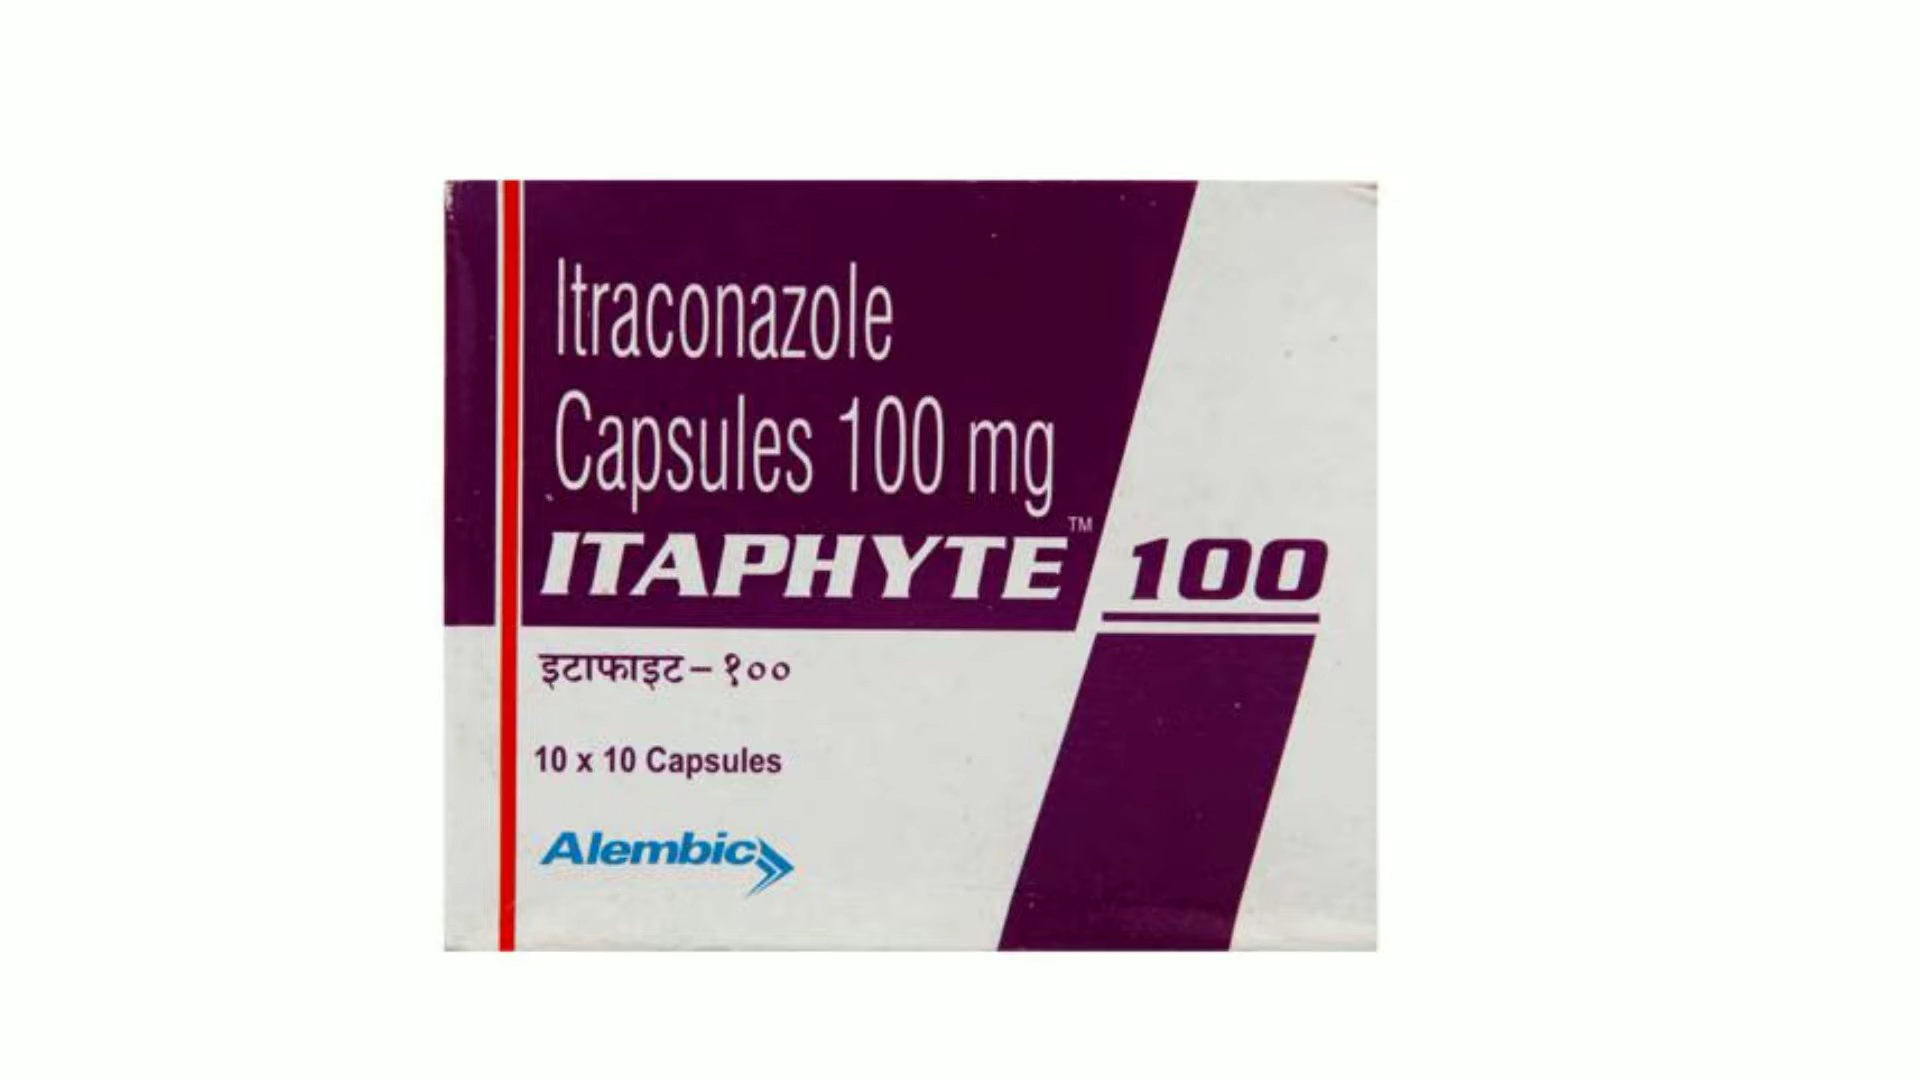 Itraconazole
Capsules 100 mg
ITAPHYTE™ 100
इटाफाइट–१००
10 x 10 Capsules
Alembic